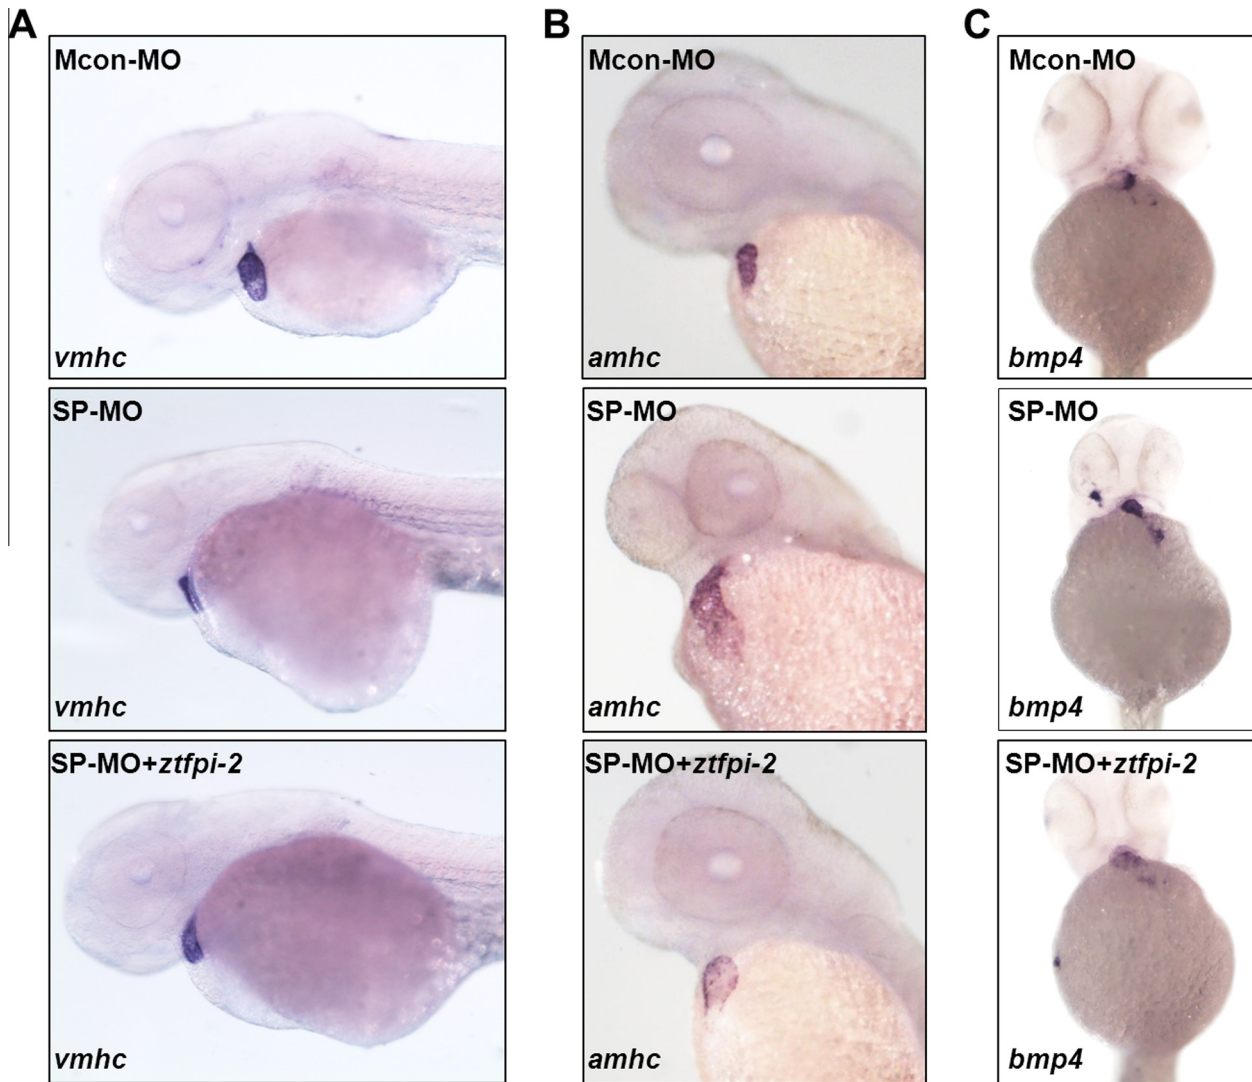 A
B
C
Mcon-MO
vmhc
Mcon-MO
amhc
Mcon-MO
bmp4
SP-MO
vmhc
SP-MO
amhc
SP-MO
bmp4
SP-MO+ztfpi-2
vmhc
SP-MO+ztfpi-2
amhc
SP-MO+ztfpi-2
bmp4